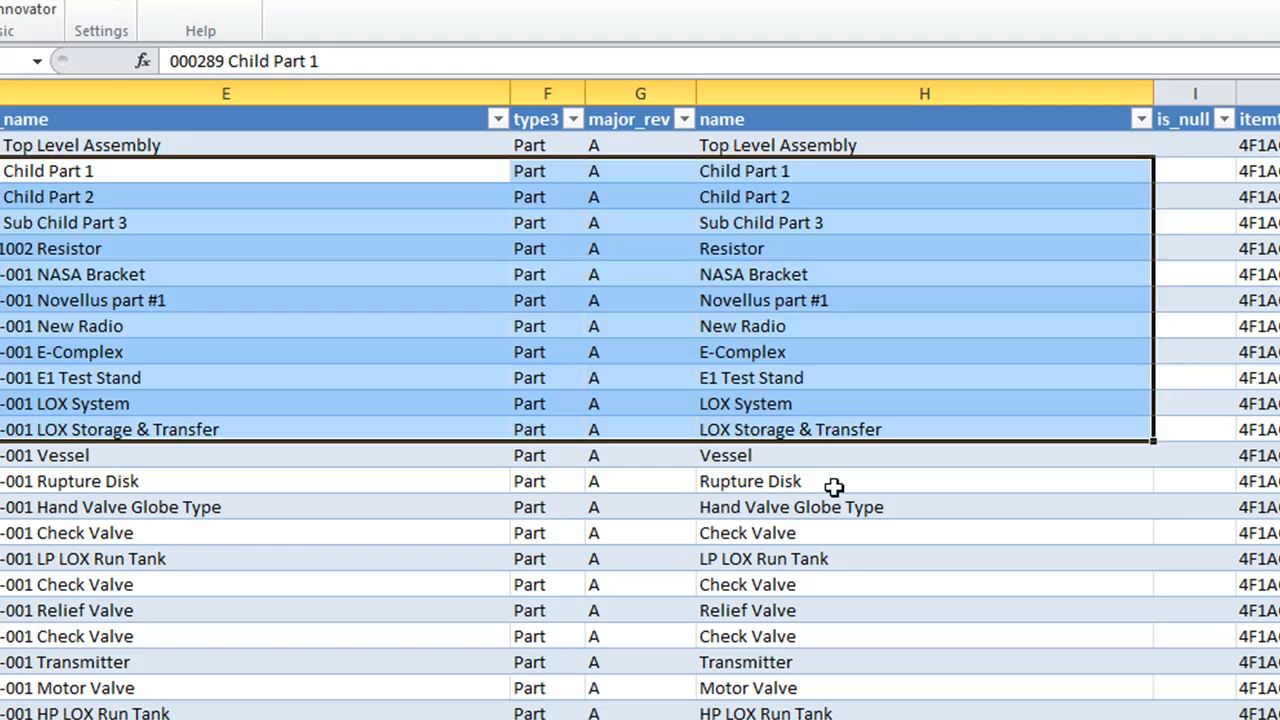 nnovator
sic Settings Help
fx 000289 Child Part 1
E F G H I
_name type3 major_rev name is_null itemt
Top Level Assembly Part A Top Level Assembly 4F1A
Child Part 1 Part A Child Part 1 4F1A
Child Part 2 Part A Child Part 2 4F1A
Sub Child Part 3 Part A Sub Child Part 3 4F1A
1002 Resistor Part A Resistor 4F1A
-001 NASA Bracket Part A NASA Bracket 4F1A
-001 Novellus part #1 Part A Novellus part #1 4F1A
-001 New Radio Part A New Radio 4F1A
-001 E-Complex Part A E-Complex 4F1A
-001 E1 Test Stand Part A E1 Test Stand 4F1A
-001 LOX System Part A LOX System 4F1A
-001 LOX Storage & Transfer Part A LOX Storage & Transfer 4F1A
-001 Vessel Part A Vessel 4F1A
-001 Rupture Disk Part A Rupture Disk 4F1A
-001 Hand Valve Globe Type Part A Hand Valve Globe Type 4F1A
-001 Check Valve Part A Check Valve 4F1A
-001 LP LOX Run Tank Part A LP LOX Run Tank 4F1A
-001 Check Valve Part A Check Valve 4F1A
-001 Relief Valve Part A Relief Valve 4F1A
-001 Check Valve Part A Check Valve 4F1A
-001 Transmitter Part A Transmitter 4F1A
-001 Motor Valve Part A Motor Valve 4F1A
-001 HP LOX Run Tank Part A HP LOX Run Tank 4F1A